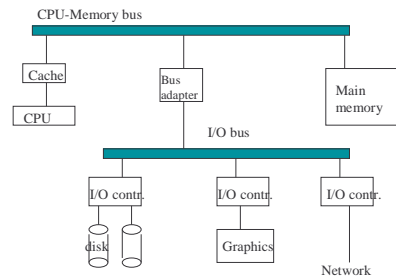 CPU-Memory bus
Cache
Bus
adapter
Main
memory
CPU
I/O bus
I/O contr.
I/O contr.
I/O contr.
disk
Graphics
Network